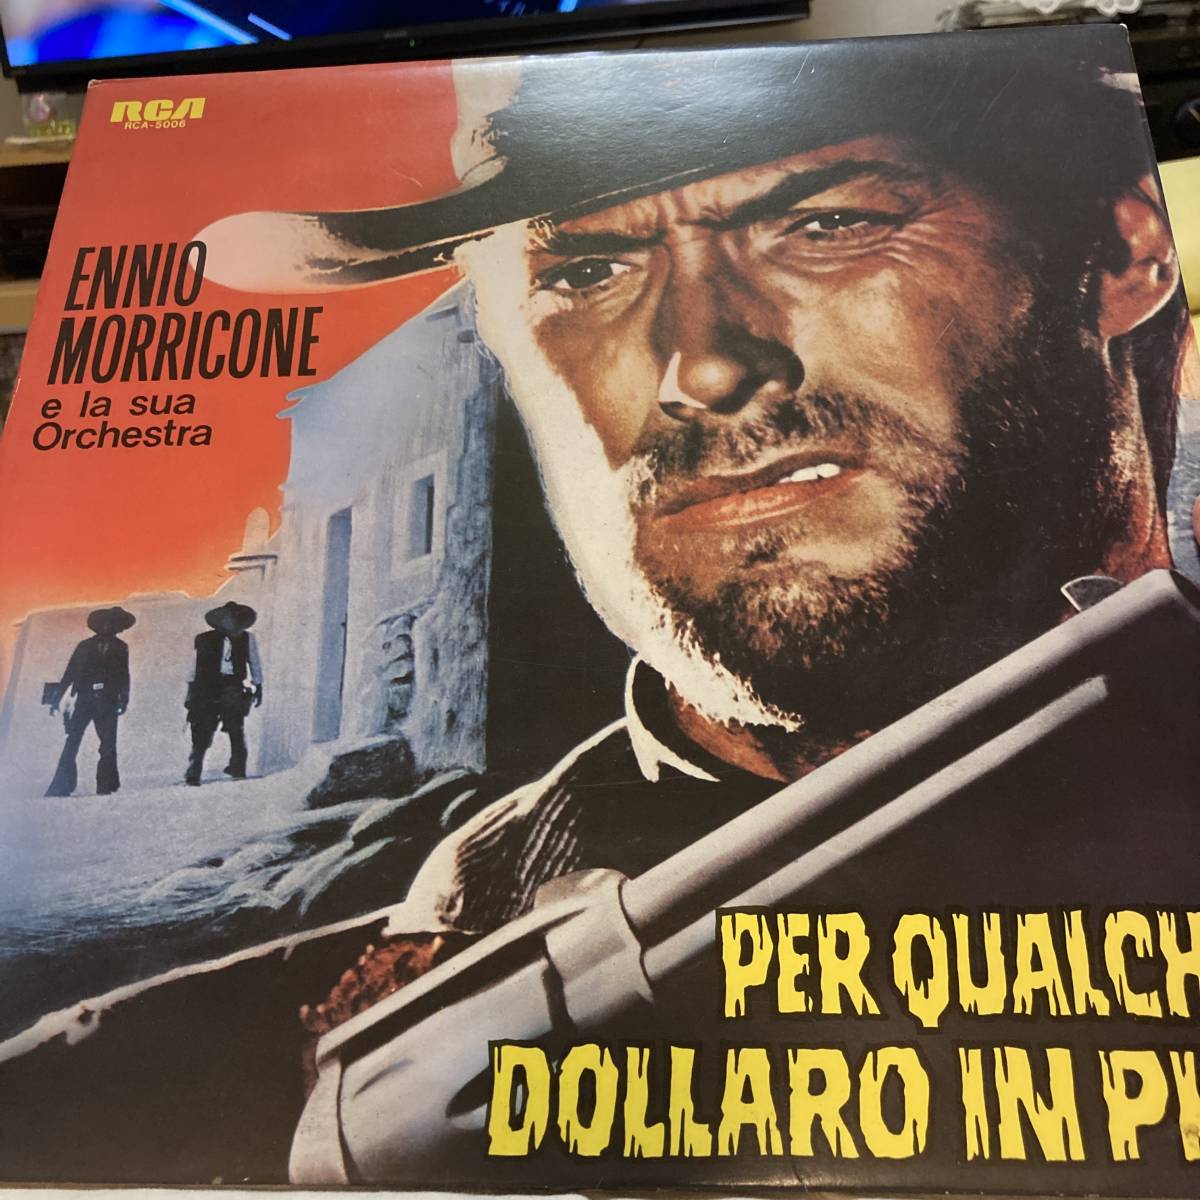 RCA
RCA-5006
ENNIO
MORRICONE
e la sua
Orchestra
PER QUALCH
DOLLARO IN PI